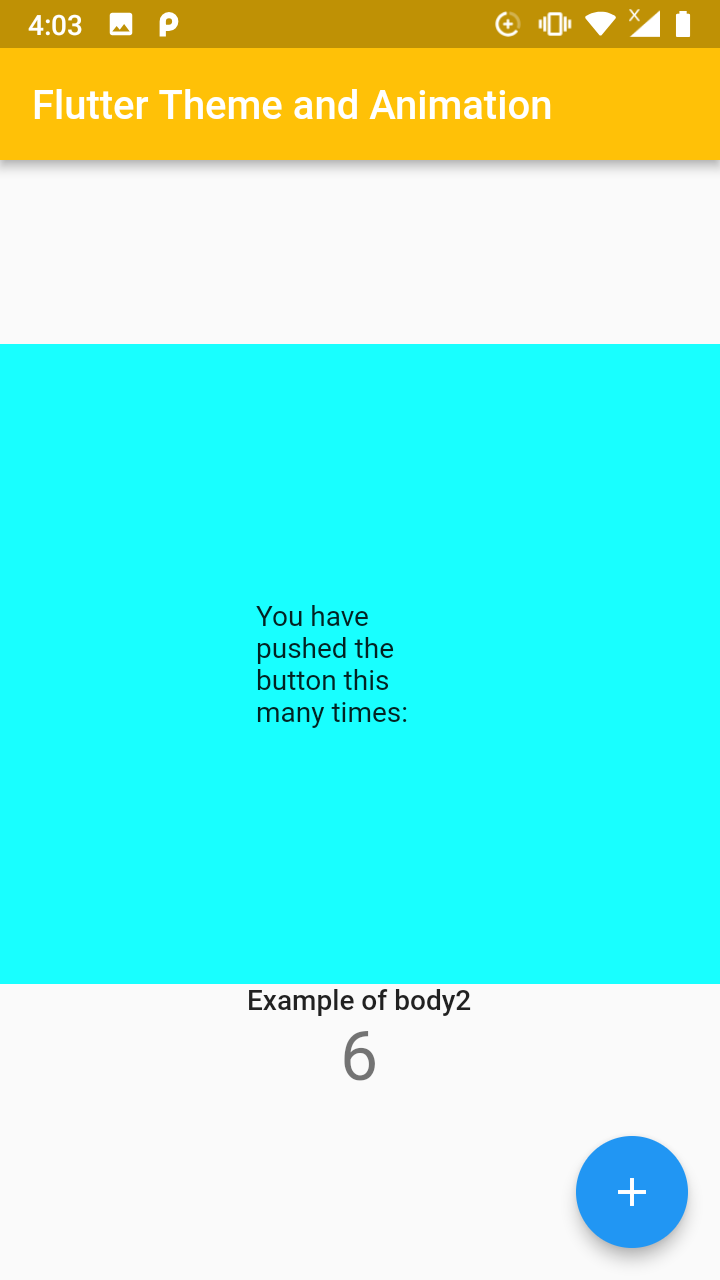 4:03
Flutter Theme and Animation
You have
pushed the
button this
many times:
Example of body2
6